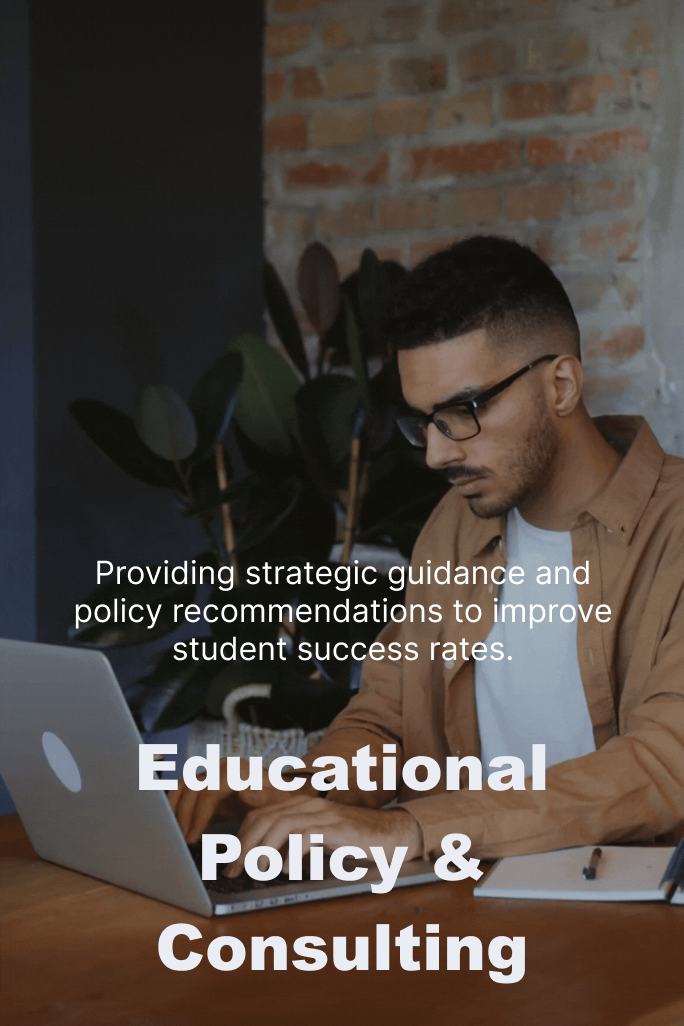 Providing strategic guidance and
policy recommendations to improve
student success rates.
Educational
Policy &
Consulting